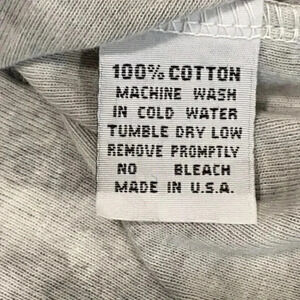 100% COTTON
MACHINE WASH
IN COLD WATER
TUMBLE DRY LOW
REMOVE PROMPTLY
NO BLEACH
MADE IN U.S.A.